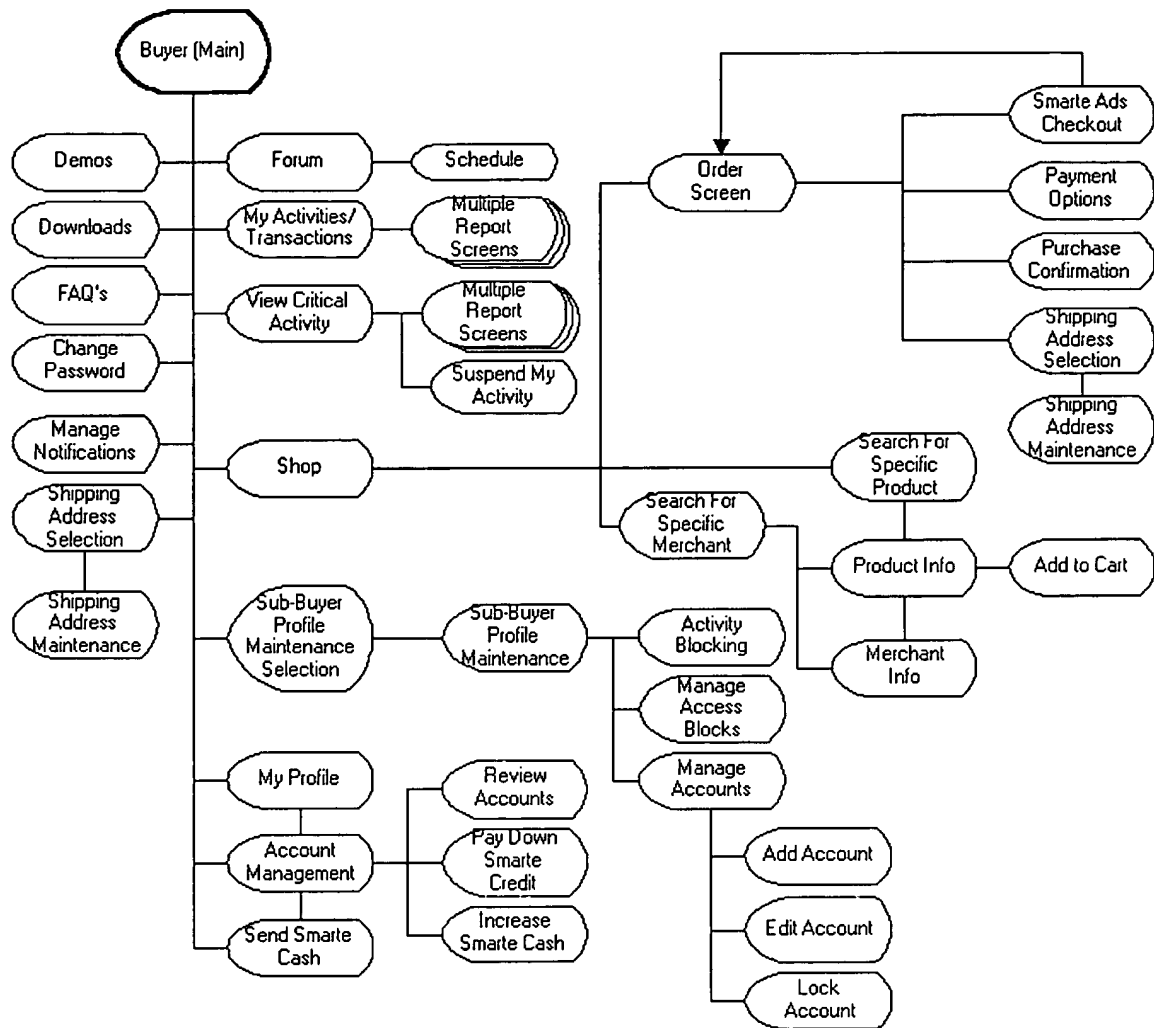 Buyer (Main)
Smarte Ads
Checkout
Demos
Forum
Schedule
Order
Screen
Payment
Options
Downloads
My Activities/
Transactions
Multiple
Report
Screens
Purchase
Confirmation
FAQ's
View Critical
Activity
Multiple
Report
Screens
Shipping
Address
Selection
Change
Password
Suspend My
Activity
Shipping
Address
Maintenance
Manage
Notifications
Shop
Search For
Specific
Product
Shipping
Address
Selection
Search For
Specific
Merchant
Product Info
Add to Cart
Shipping
Address
Maintenance
Sub-Buyer
Profile
Maintenance
Selection
Sub-Buyer
Profile
Maintenance
Activity
Blocking
Merchant
Info
Manage
Access
Blocks
My Profile
Review
Accounts
Manage
Accounts
Account
Management
Pay Down
Smarte
Credit
Add Account
Send Smarte
Cash
Increase
Smarte Cash
Edit Account
Lock
Account